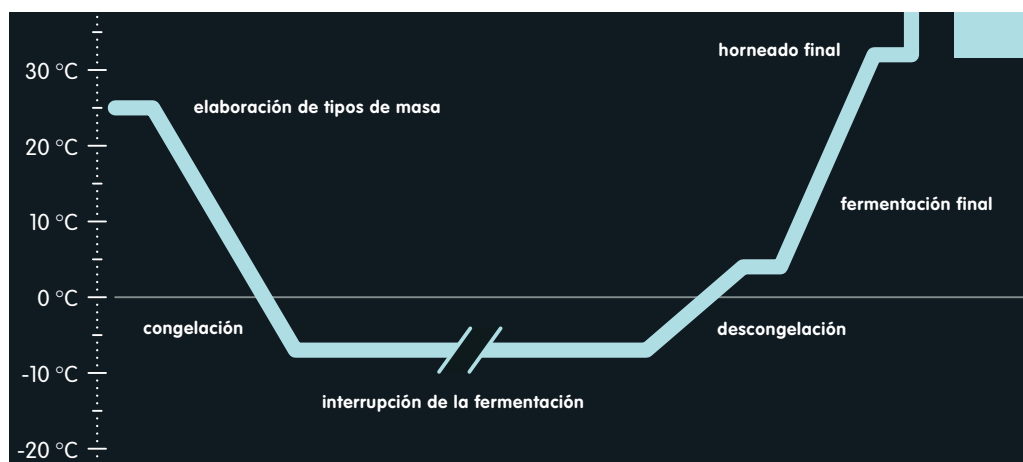 horneado final
30 °C
elaboración de tipos de masa
20 °C
fermentación final
10 °C
0 °C
congelación
descongelación
-10 °C
interrupción de la fermentación
-20 °C